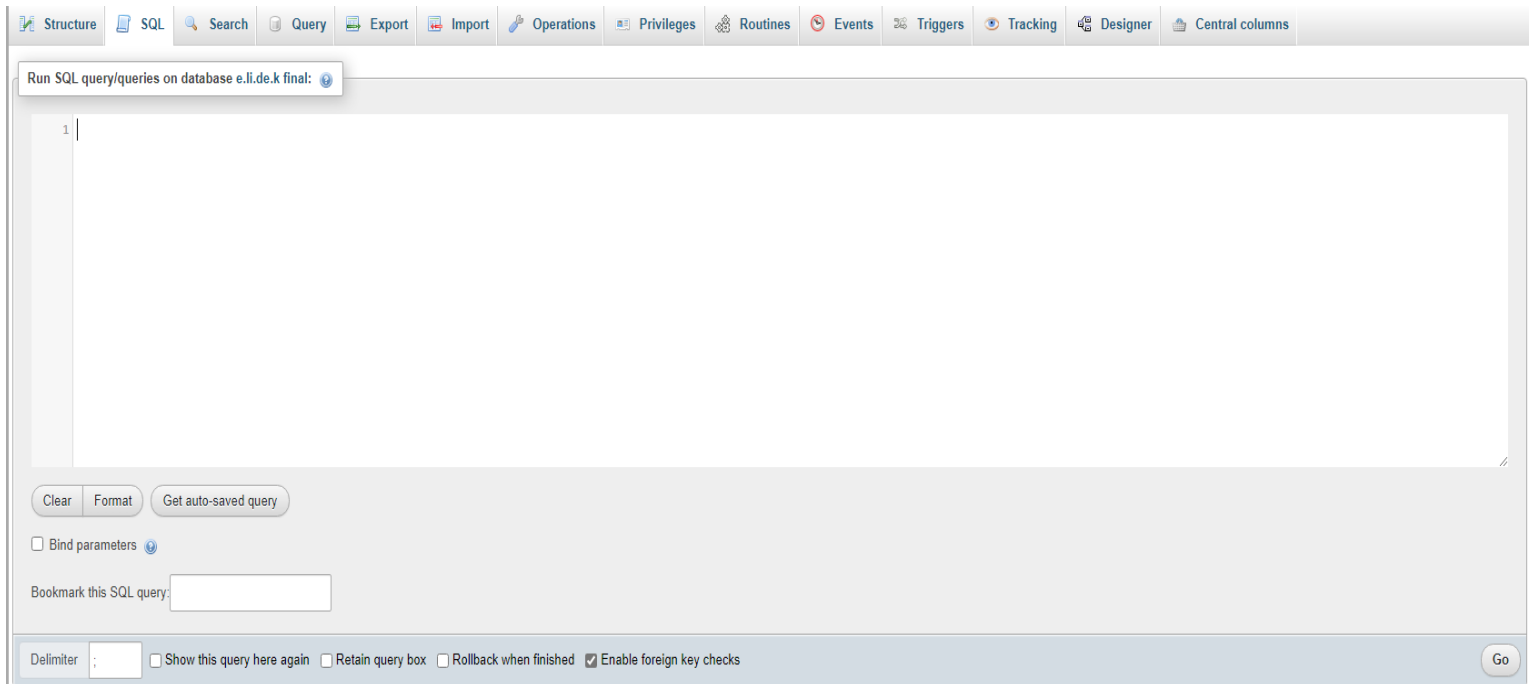 Structure SQL Search Query Export Import Operations Privileges Routines Events Triggers Tracking Designer Central columns
Run SQL query/queries on database e.li.de.k final:
1
Clear Format Get auto-saved query
Bind parameters
Bookmark this SQL query:
Delimiter ; Show this query here again Retain query box Rollback when finished Enable foreign key checks Go